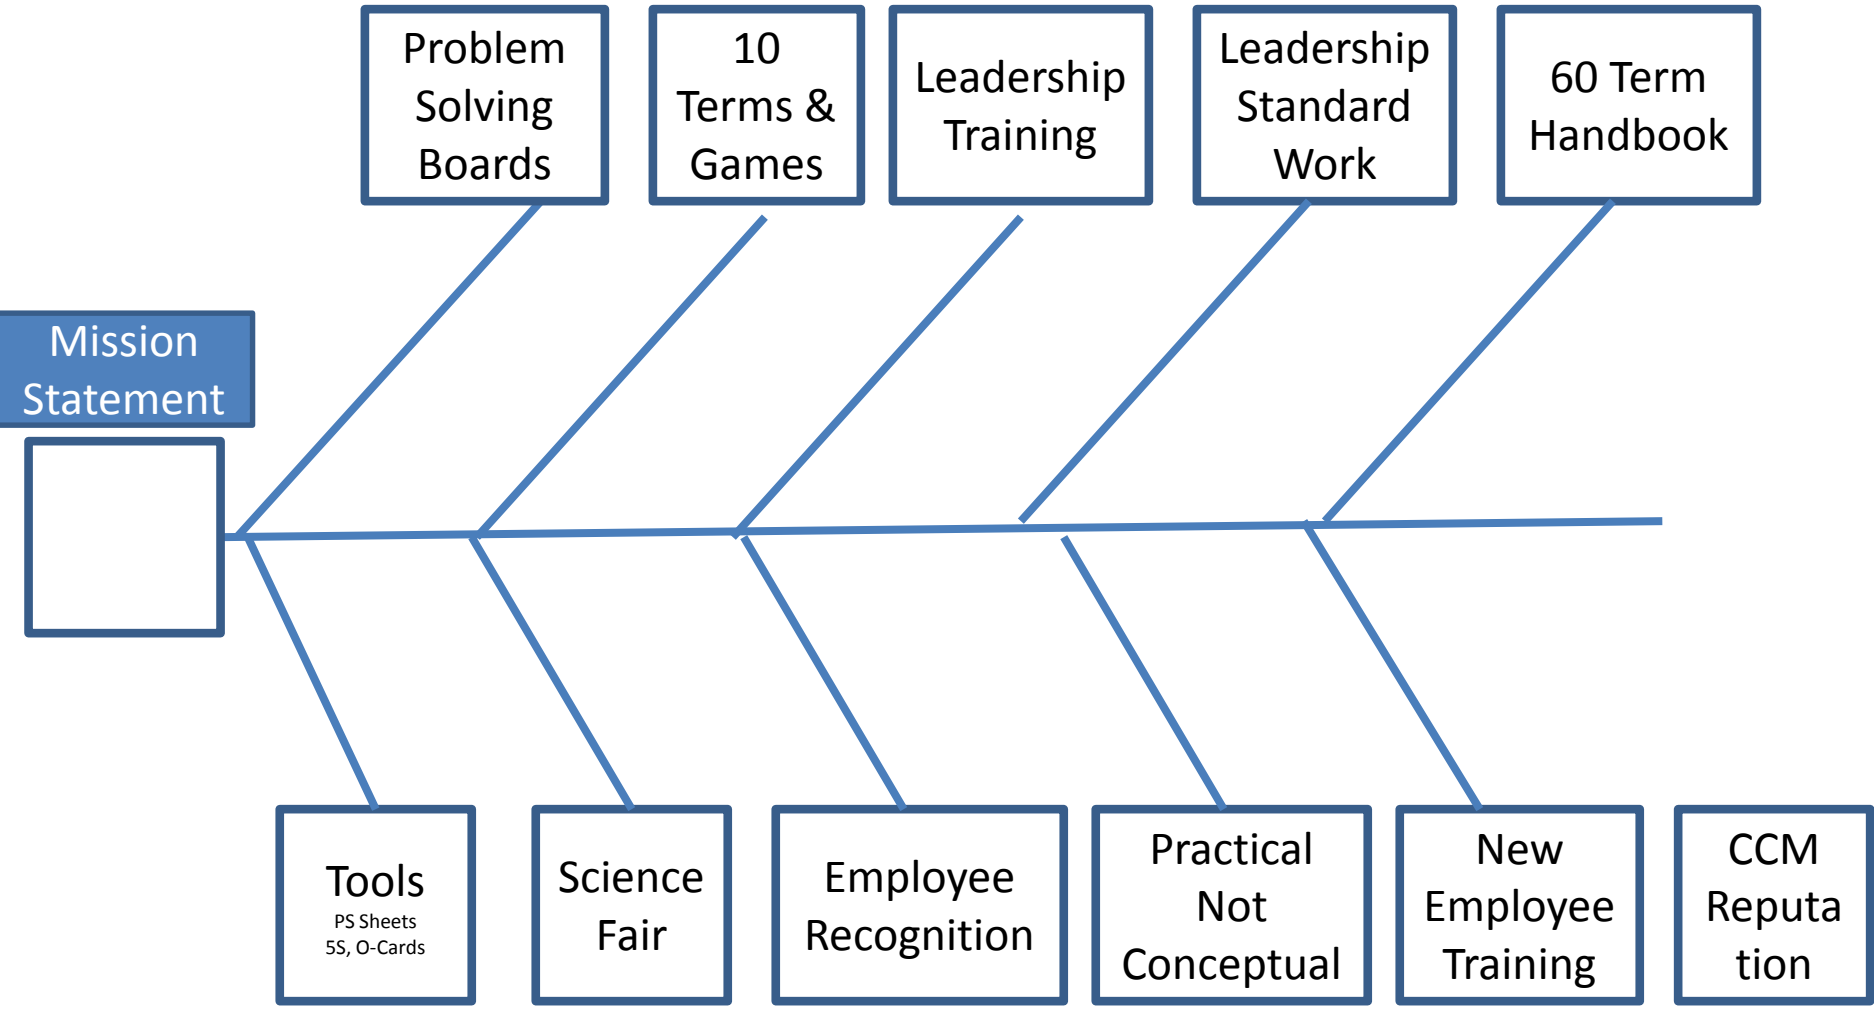 Problem
Solving
Boards
10
Terms &
Games
Leadership
Training
Leadership
Standard
Work
60 Term
Handbook
Mission
Statement
Tools
PS Sheets
5S, O-Cards
Science
Fair
Employee
Recognition
Practical
Not
Conceptual
New
Employee
Training
CCM
Reputa
tion